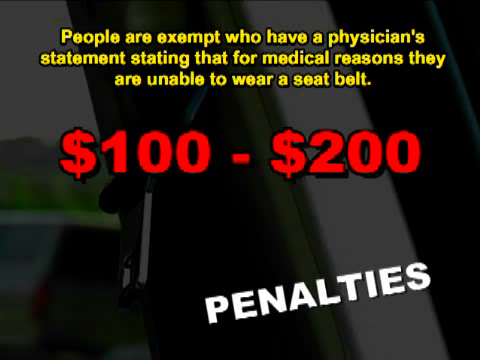 People are exempt who have a physician's
statement stating that for medical reasons they
are unable to wear a seat belt.
$100 - $200
PENALTIES